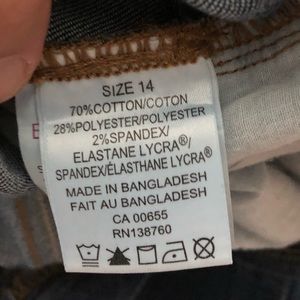 SIZE 14
70%COTTON/COTON
28%POLYESTER/POLYESTER
2%SPANDEX/
ELASTANE LYCRA®/
SPANDEX/ÉLASTHANE LYCRA®
MADE IN BANGLADESH
FAIT AU BANGLADESH
CA 00655
RN138760